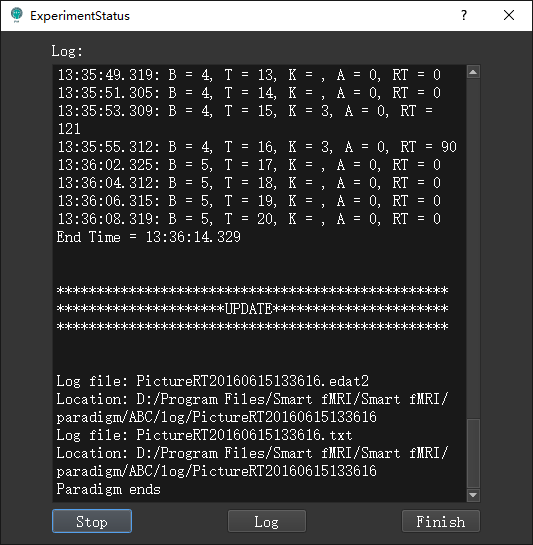 ExperimentStatus
Log:
13:35:49.319: B = 4, T = 13, K = , A = 0, RT = 0
13:35:51.305: B = 4, T = 14, K = , A = 0, RT = 0
13:35:53.309: B = 4, T = 15, K = 3, A = 0, RT =
121
13:35:55.312: B = 4, T = 16, K = 3, A = 0, RT = 90
13:36:02.325: B = 5, T = 17, K = , A = 0, RT = 0
13:36:04.312: B = 5, T = 18, K = , A = 0, RT = 0
13:36:06.315: B = 5, T = 19, K = , A = 0, RT = 0
13:36:08.319: B = 5, T = 20, K = , A = 0, RT = 0
End Time = 13:36:14.329
*************************************************
*********************UPDATE**********************
*************************************************
Log file: PictureRT20160615133616.edat2
Location: D:/Program Files/Smart fMRI/Smart fMRI/
paradigm/ABC/log/PictureRT20160615133616
Log file: PictureRT20160615133616.txt
Location: D:/Program Files/Smart fMRI/Smart fMRI/
paradigm/ABC/log/PictureRT20160615133616
Paradigm ends
Stop
Log
Finish